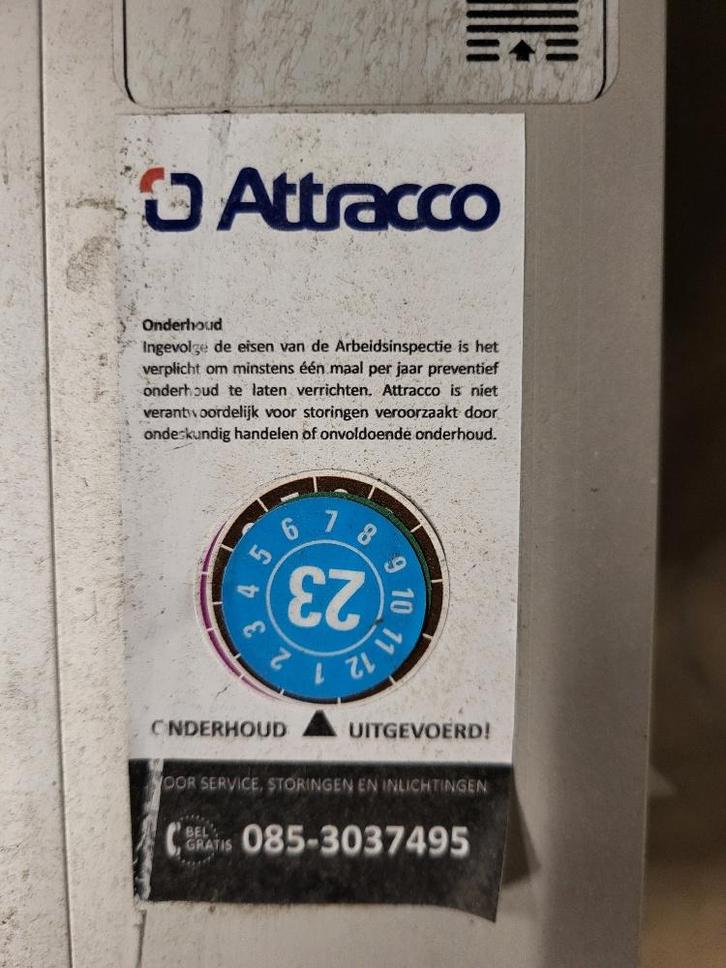 Attracco
Onderhoud
Ingevolge de eisen van de Arbeidsinspectie is het
verplicht om minstens één maal per jaar preventief
onderhoud te laten verrichten. Attracco is niet
verantwoordelijk voor storingen veroorzaakt door
ondeskundig handelen of onvoldoende onderhoud.
1 2 3 4 5 6 7 8 9 10 11 12
23
ONDERHOUD UITGEVOERD!
VOOR SERVICE, STORINGEN EN INLICHTINGEN
BEL
GRATIS
085-3037495